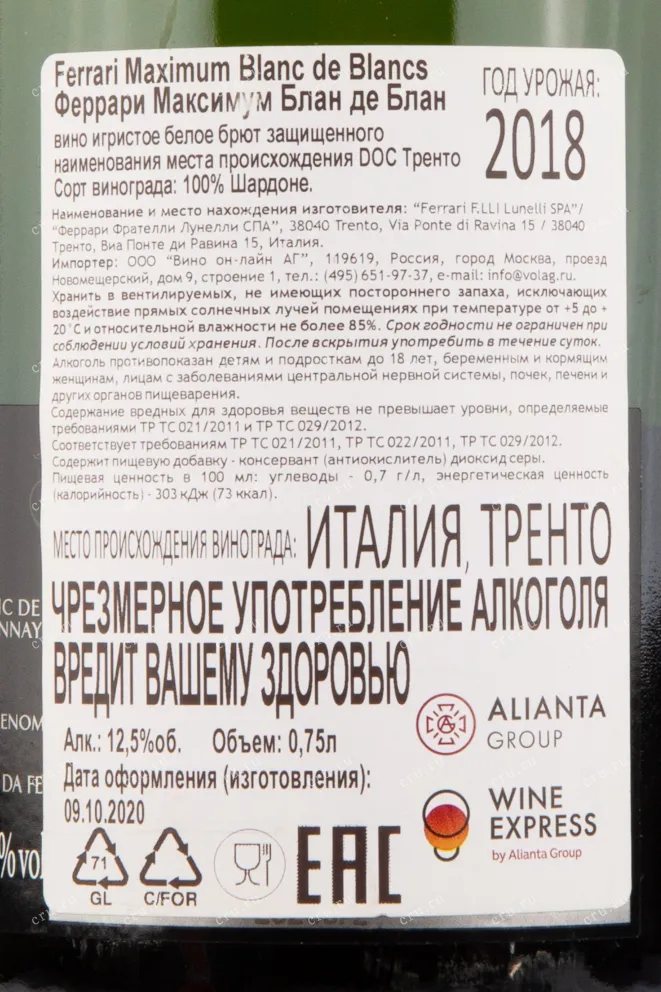 Ferrari Maximum Blanc de Blancs
Феррари Максимум Блан де Блан
ГОД УРОЖАЯ:
2018
вино игристое белое брют защищенного
наименования места происхождения DOC Тренто
Сорт винограда: 100% Шардоне.
Наименование и место нахождения изготовителя: "Ferrari F.LLI Lunelli SPA"/
"Феррари Фрателли Лунелли СПА", 38040 Trento, Via Ponte di Ravina 15 / 38040
Тренто, Виа Понте ди Равина 15, Италия.
Импортер: ООО "Вино он-лайн АГ", 119619, Россия, город Москва, проезд
Новомещерский, дом 9, строение 1, тел.: (495) 651-97-37, e-mail: info@volag.ru.
Хранить в вентилируемых, не имеющих постороннего запаха, исключающих
воздействие прямых солнечных лучей помещениях при температуре от +5 до +
20°С и относительной влажности не более 85%. Срок годности не ограничен при
соблюдении условий хранения. После вскрытия употребить в течение суток.
Алкоголь противопоказан детям и подросткам до 18 лет, беременным и кормящим
женщинам, лицам с заболеваниями центральной нервной системы, почек, печени и
других органов пищеварения.
Содержание вредных для здоровья веществ не превышает уровни, определяемые
требованиями ТР ТС 021/2011 и ТР ТС 029/2012.
Соответствует требованиям ТР ТС 021/2011, ТР ТС 022/2011, ТР ТС 029/2012.
Содержит пищевую добавку - консервант (антиокислитель) диоксид серы.
Пищевая ценность в 100 мл: углеводы - 0,7 г/л, энергетическая ценность
(калорийность) - 303 кДж (73 ккал).
МЕСТО ПРОИСХОЖДЕНИЯ ВИНОГРАДА: ИТАЛИЯ, ТРЕНТО
ЧРЕЗМЕРНОЕ УПОТРЕБЛЕНИЕ АЛКОГОЛЯ
ВРЕДИТ ВАШЕМУ ЗДОРОВЬЮ
Алк.: 12,5%об. Объем: 0,75л
Дата оформления (изготовления):
09.10.2020
ALIANTA
GROUP
WINE
EXPRESS
by Alianta Group
71
GL
C/FOR
EAC
IC DE
NNAY
ENOM
DA FE
% vol